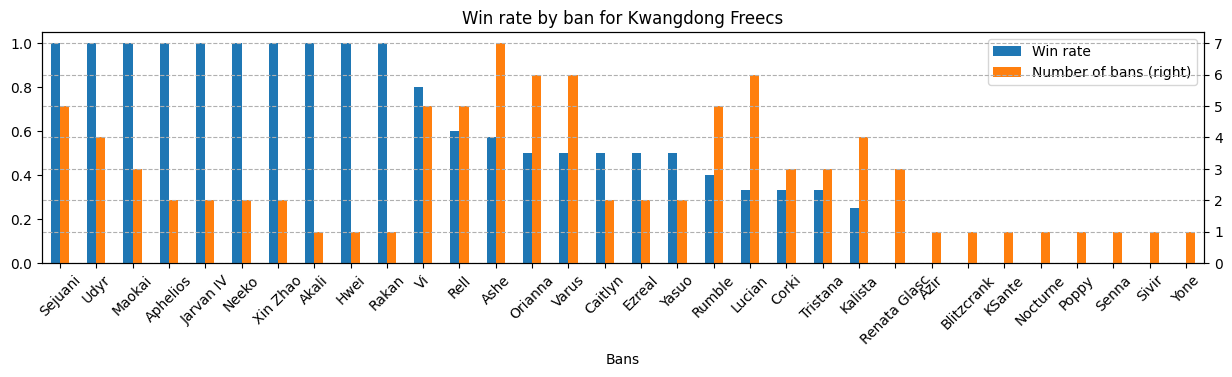 Win rate by ban for Kwangdong Freecs
Win rate
Number of bans (right)
1.0
0.8
0.6
0.4
0.2
0.0
7
6
5
4
3
2
1
0
Sejuani
Udyr
Maokai
Aphelios
Jarvan IV
Neeko
Xin Zhao
Akali
Hwei
Rakan
Vi
Rell
Ashe
Orianna
Varus
Caitlyn
Ezreal
Yasuo
Rumble
Lucian
Corki
Tristana
Kalista
Renata Glasc
Azir
Blitzcrank
KSante
Nocturne
Poppy
Senna
Sivir
Yone
Bans